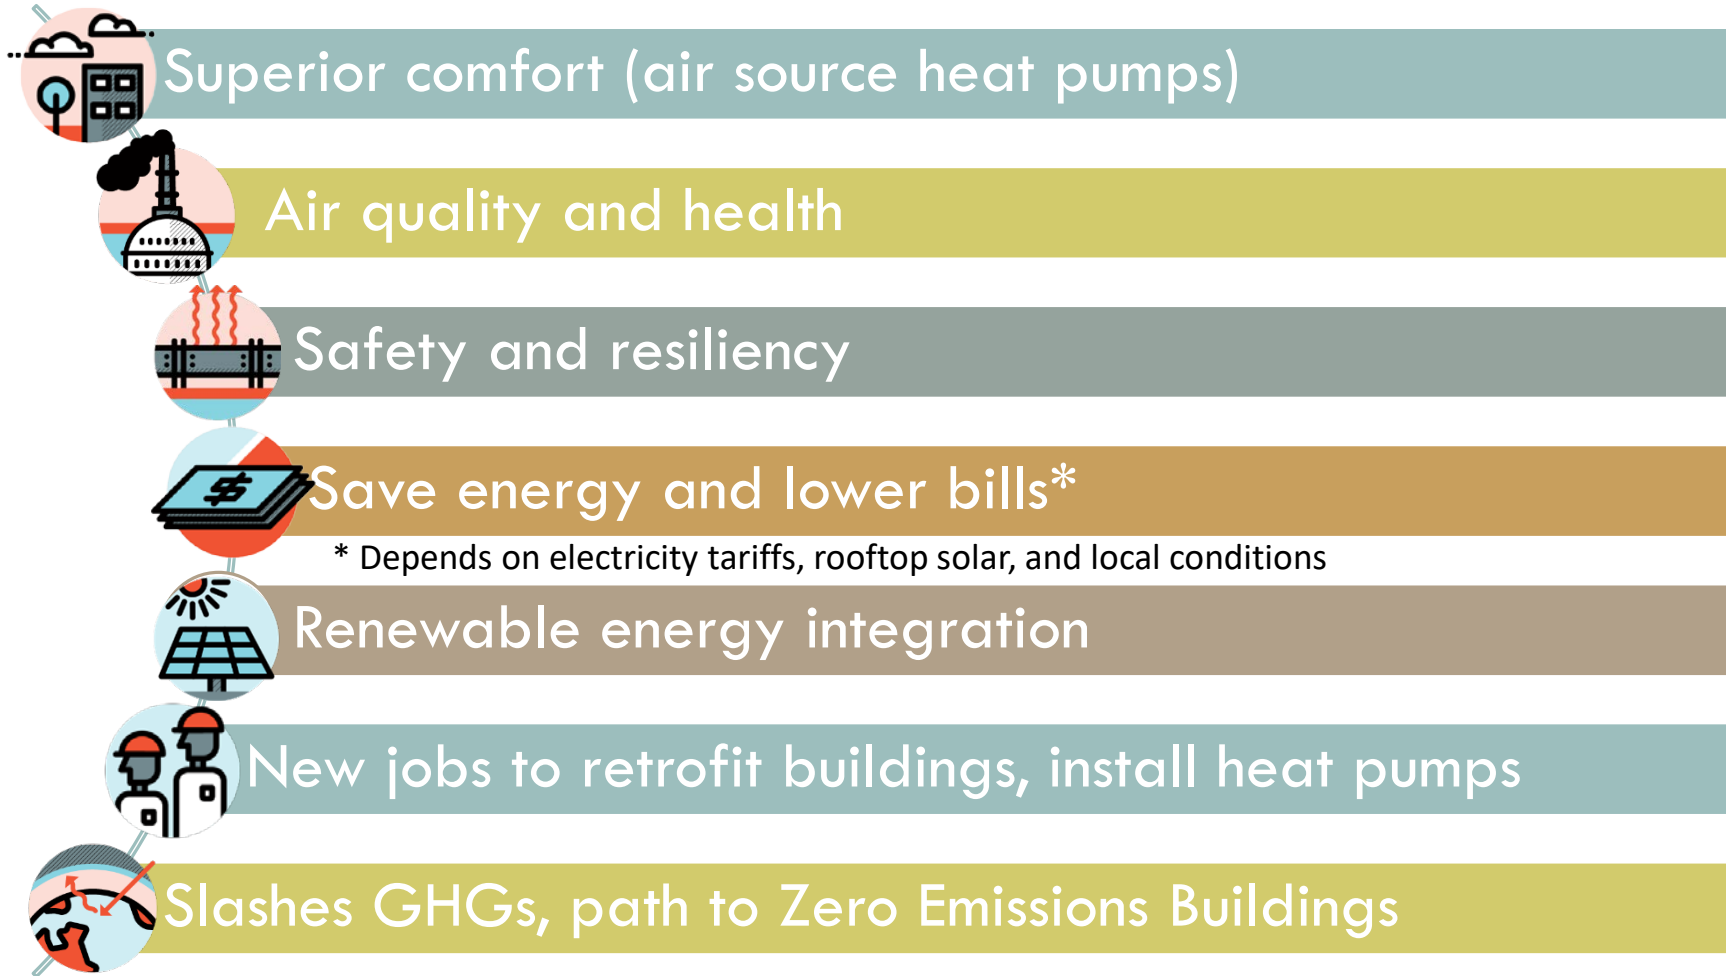 Superior comfort (air source heat pumps)
Air quality and health
Safety and resiliency
$
Save energy and lower bills*
* Depends on electricity tariffs, rooftop solar, and local conditions
Renewable energy integration
New jobs to retrofit buildings, install heat pumps
Slashes GHGs, path to Zero Emissions Buildings